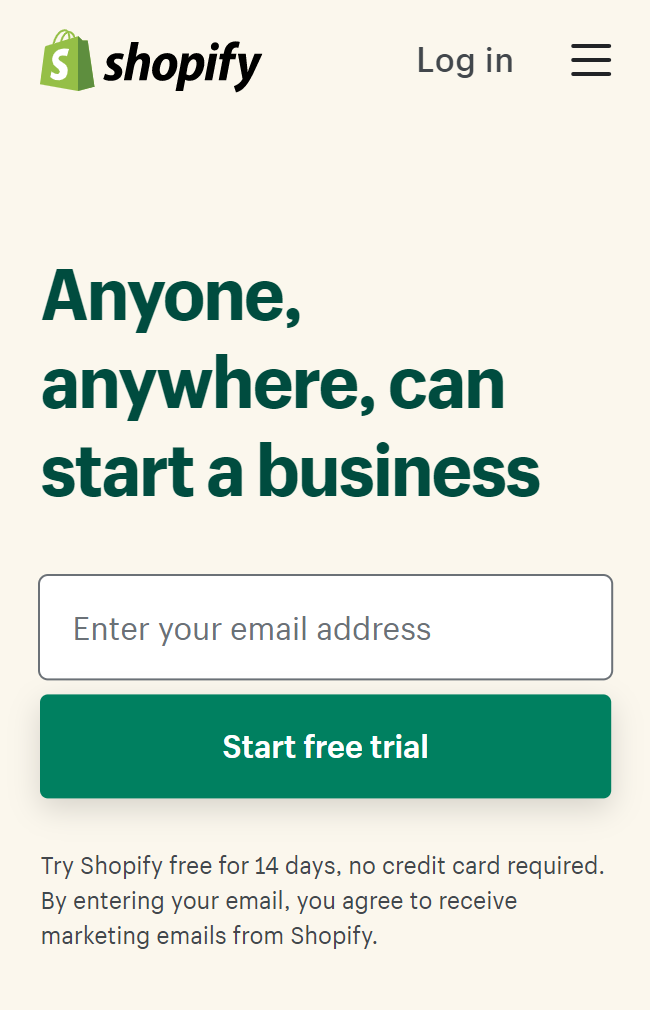 shopify
Log in
Anyone,
anywhere, can
start a business
Enter your email address
Start free trial
Try Shopify free for 14 days, no credit card required.
By entering your email, you agree to receive
marketing emails from Shopify.